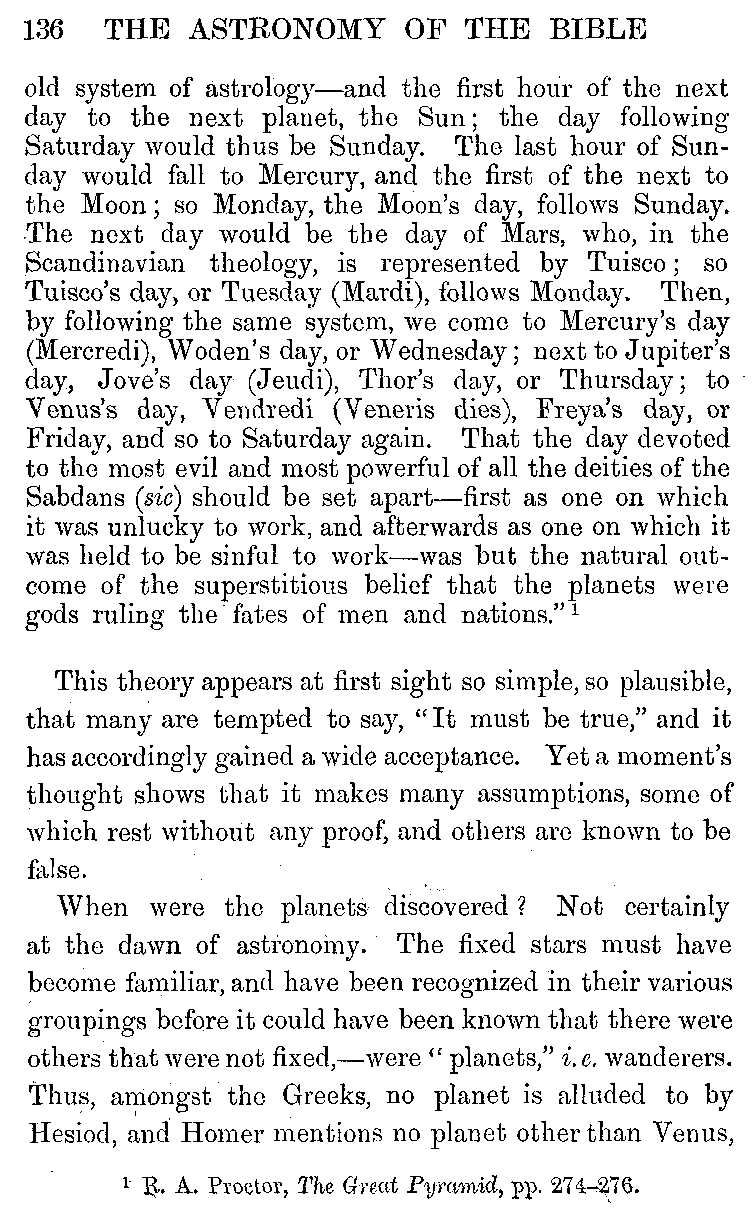 136 THE ASTRONOMY OF THE BIBLE
old system of astrology—and the first hour of the next
day to the next planet, the Sun; the day following
Saturday would thus be Sunday. The last hour of Sun-
day would fall to Mercury, and the first of the next to
the Moon; so Monday, the Moon's day, follows Sunday.
The next day would be the day of Mars, who, in the
Scandinavian theology, is represented by Tuisco; so
Tuisco's day, or Tuesday (Mardi), follows Monday. Then,
by following the same system, we come to Mercury's day
(Mercredi), Woden's day, or Wednesday; next to Jupiter's
day, Jove's day (Jeudi), Thor's day, or Thursday; to
Venus's day, Vendredi (Veneris dies), Freya's day, or
Friday, and so to Saturday again. That the day devoted
to the most evil and most powerful of all the deities of the
Sabdans (sic) should be set apart—first as one on which
it was unlucky to work, and afterwards as one on which it
was held to be sinful to work—was but the natural out-
come of the superstitious belief that the planets were
gods ruling the fates of men and nations." 1
This theory appears at first sight so simple, so plausible,
that many are tempted to say, "It must be true," and it
has accordingly gained a wide acceptance. Yet a moment's
thought shows that it makes many assumptions, some of
which rest without any proof, and others are known to be
false.
When were the planets discovered? Not certainly
at the dawn of astronomy. The fixed stars must have
become familiar, and have been recognized in their various
groupings before it could have been known that there were
others that were not fixed,—were "planets," i.e. wanderers.
Thus, amongst the Greeks, no planet is alluded to by
Hesiod, and Homer mentions no planet other than Venus,
1 R. A. Proctor, The Great Pyramid, pp. 274–276.